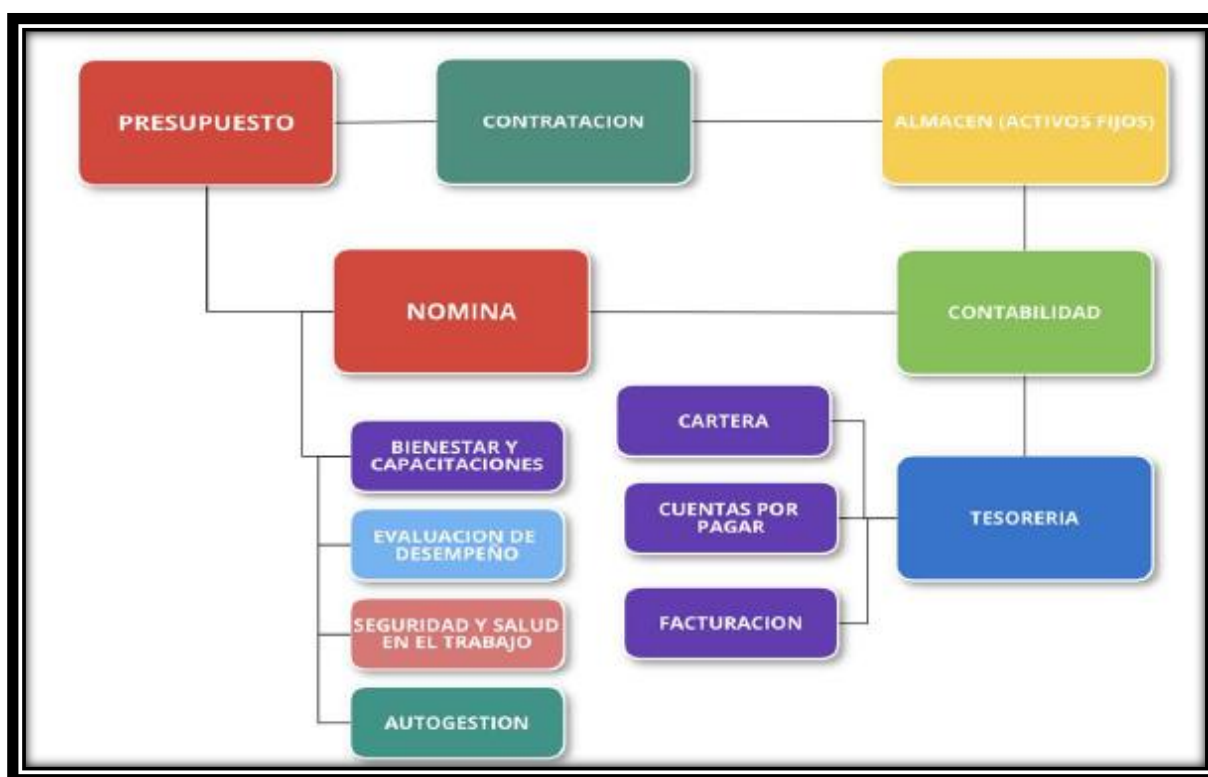 PRESUPUESTO
CONTRATACION
ALMACEN (ACTIVOS FIJOS)
NOMINA
CONTABILIDAD
BIENESTAR Y
CAPACITACIONES
EVALUACION DE
DESEMPEÑO
SEGURIDAD Y SALUD
EN EL TRABAJO
AUTOGESTION
CARTERA
CUENTAS POR
PAGAR
FACTURACION
TESORERIA